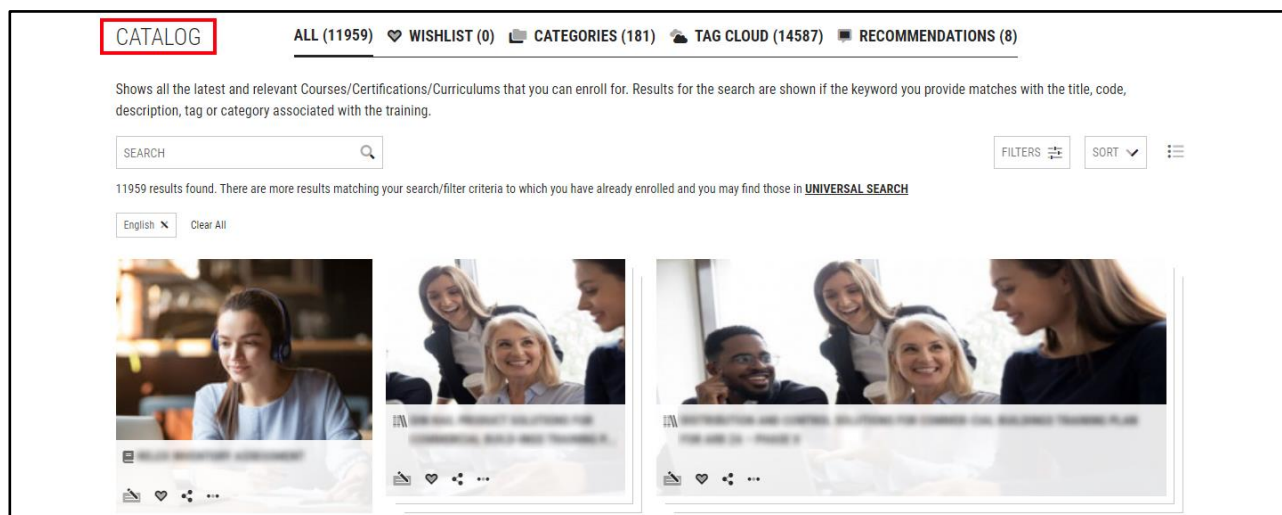 CATALOG
ALL (11959) WISHLIST (0) CATEGORIES (181) TAG CLOUD (14587) RECOMMENDATIONS (8)
Shows all the latest and relevant Courses/Certifications/Curriculums that you can enroll for. Results for the search are shown if the keyword you provide matches with the title, code,
description, tag or category associated with the training.
SEARCH
FILTERS SORT
11959 results found. There are more results matching your search/filter criteria to which you have already enrolled and you may find those in UNIVERSAL SEARCH
English Clear All